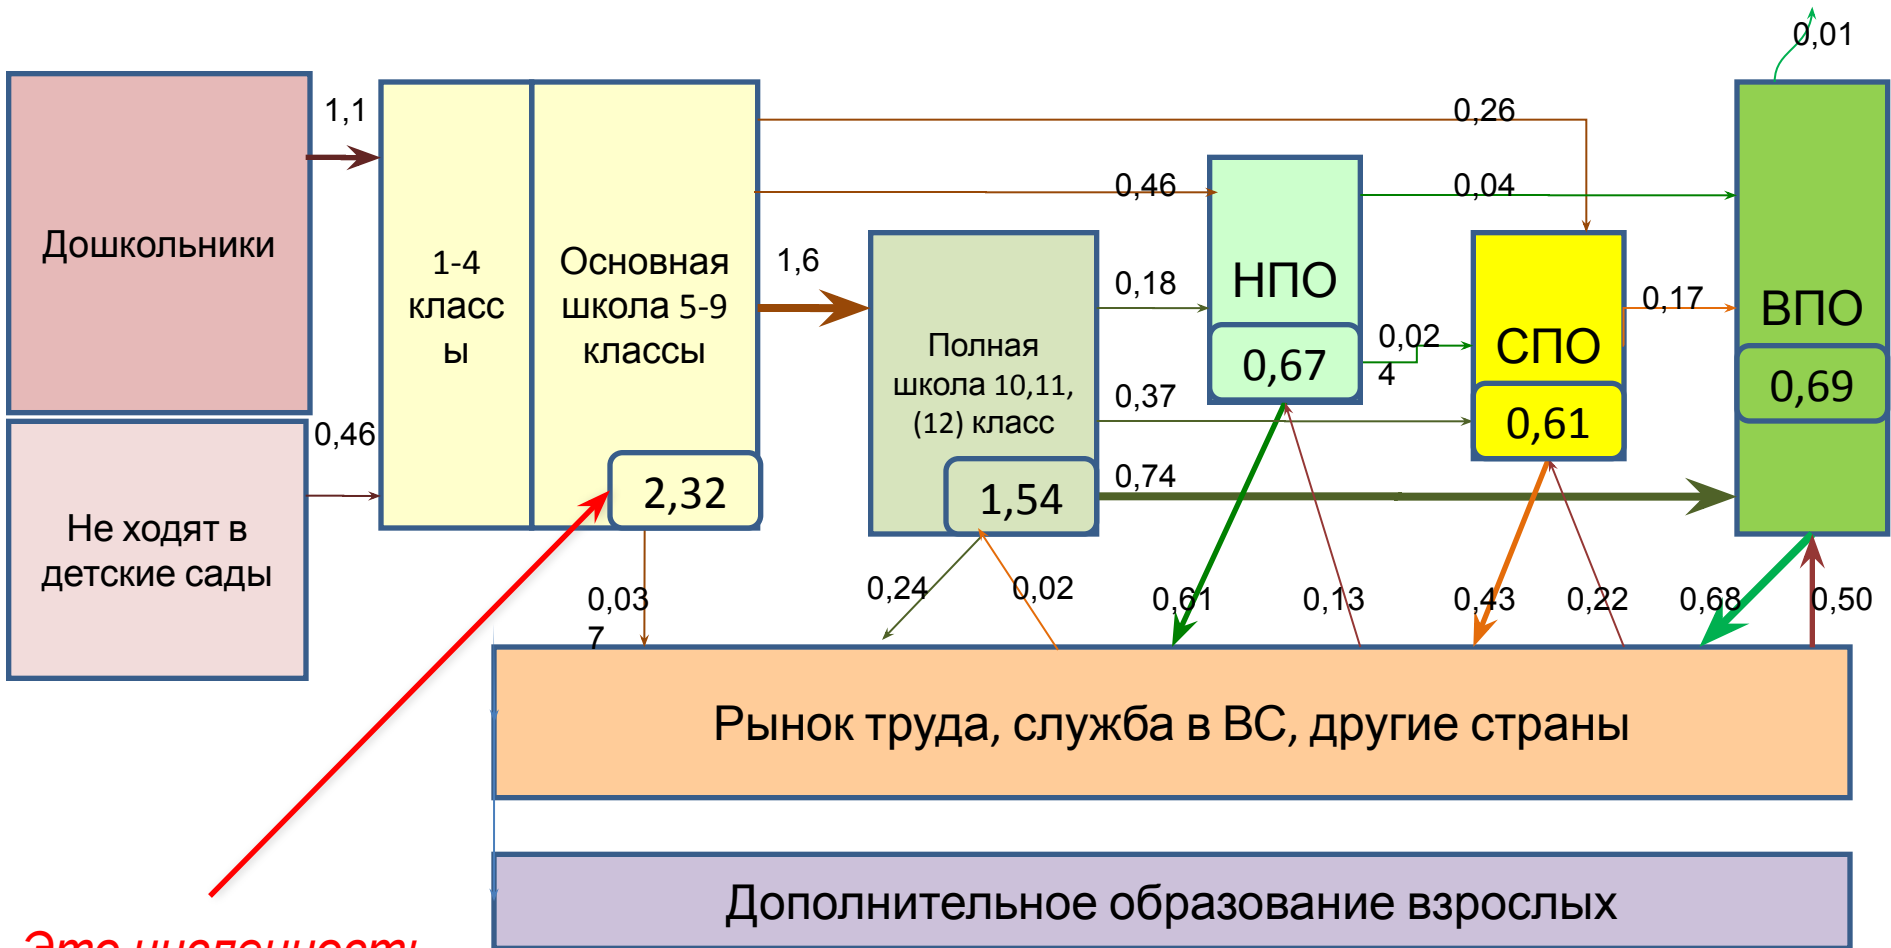 0,01
1,1
0,26
0,46
0,04
Дошкольники
1-4
класс
ы
Основная
школа 5-9
классы
1,6
0,18
НПО
0,17
ВПО
0,02
4
СПО
Полная
школа 10,11,
(12) класс
0,67
0,69
0,37
0,61
0,46
0,74
2,32
1,54
Не ходят в
детские сады
0,03
7
0,24
0,02
0,61
0,13
0,43
0,22
0,68
0,50
Рынок труда, служба в ВС, другие страны
Дополнительное образование взрослых
Это численность